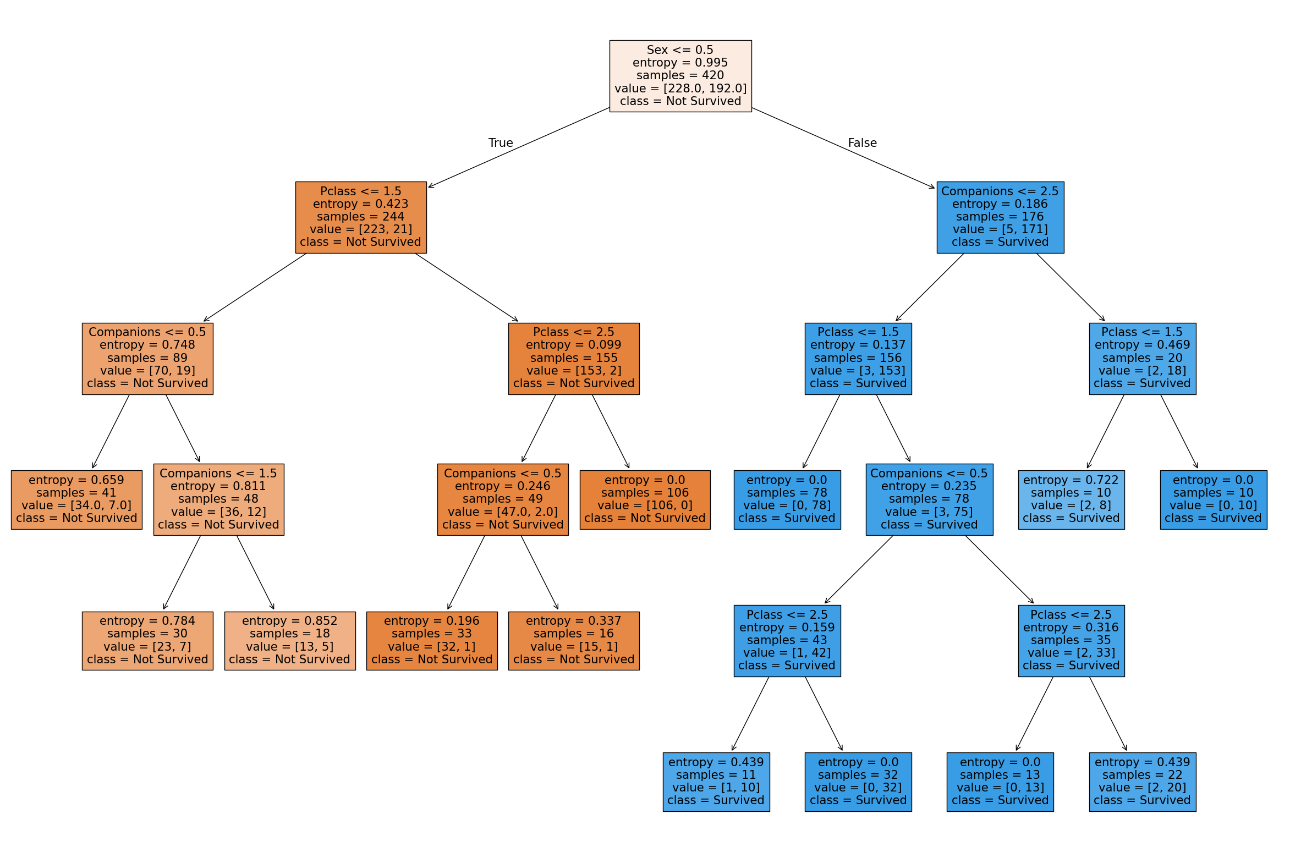 Sex <= 0.5
entropy = 0.995
samples = 420
value = [228.0, 192.0]
class = Not Survived
True
False
Pclass <= 1.5
entropy = 0.423
samples = 244
value = [223, 21]
class = Not Survived
Companions <= 2.5
entropy = 0.186
samples = 176
value = [5, 171]
class = Survived
Companions <= 0.5
entropy = 0.748
samples = 89
value = [70, 19]
class = Not Survived
Pclass <= 2.5
entropy = 0.099
samples = 155
value = [153, 2]
class = Not Survived
Pclass <= 1.5
entropy = 0.137
samples = 156
value = [3, 153]
class = Survived
Pclass <= 1.5
entropy = 0.469
samples = 20
value = [2, 18]
class = Survived
entropy = 0.659
samples = 41
value = [34.0, 7.0]
class = Not Survived
Companions <= 1.5
entropy = 0.811
samples = 48
value = [36, 12]
class = Not Survived
Companions <= 0.5
entropy = 0.246
samples = 49
value = [47.0, 2.0]
class = Not Survived
entropy = 0.0
samples = 106
value = [106, 0]
class = Not Survived
entropy = 0.0
samples = 78
value = [0, 78]
class = Survived
Companions <= 0.5
entropy = 0.235
samples = 78
value = [3, 75]
class = Survived
entropy = 0.722
samples = 10
value = [2, 8]
class = Survived
entropy = 0.0
samples = 10
value = [0, 10]
class = Survived
entropy = 0.784
samples = 30
value = [23, 7]
class = Not Survived
entropy = 0.852
samples = 18
value = [13, 5]
class = Not Survived
entropy = 0.196
samples = 33
value = [32, 1]
class = Not Survived
entropy = 0.337
samples = 16
value = [15, 1]
class = Not Survived
Pclass <= 2.5
entropy = 0.159
samples = 43
value = [1, 42]
class = Survived
Pclass <= 2.5
entropy = 0.316
samples = 35
value = [2, 33]
class = Survived
entropy = 0.439
samples = 11
value = [1, 10]
class = Survived
entropy = 0.0
samples = 32
value = [0, 32]
class = Survived
entropy = 0.0
samples = 13
value = [0, 13]
class = Survived
entropy = 0.439
samples = 22
value = [2, 20]
class = Survived